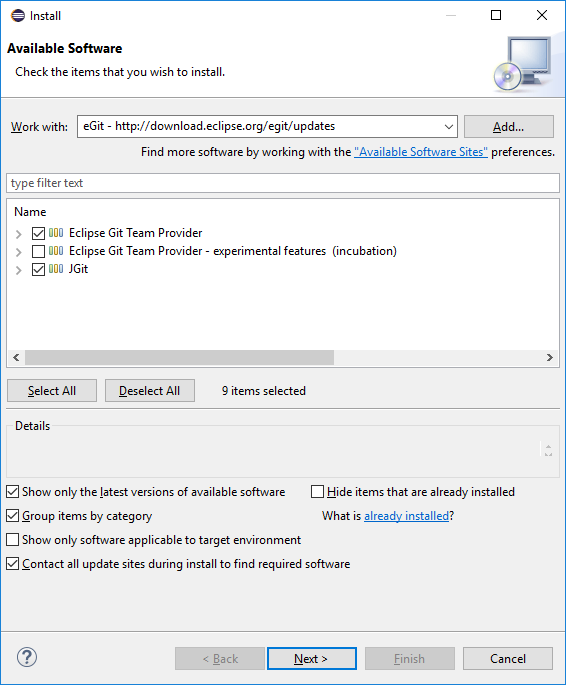 Install
Available Software
Check the items that you wish to install.
Work with: eGit - http://download.eclipse.org/egit/updates Add...
Find more software by working with the "Available Software Sites" preferences.
type filter text
Name
Eclipse Git Team Provider
Eclipse Git Team Provider - experimental features (incubation)
JGit
Select All Deselect All 9 items selected
Details
Show only the latest versions of available software Hide items that are already installed
Group items by category What is already installed?
Show only software applicable to target environment
Contact all update sites during install to find required software
? < Back Next > Finish Cancel